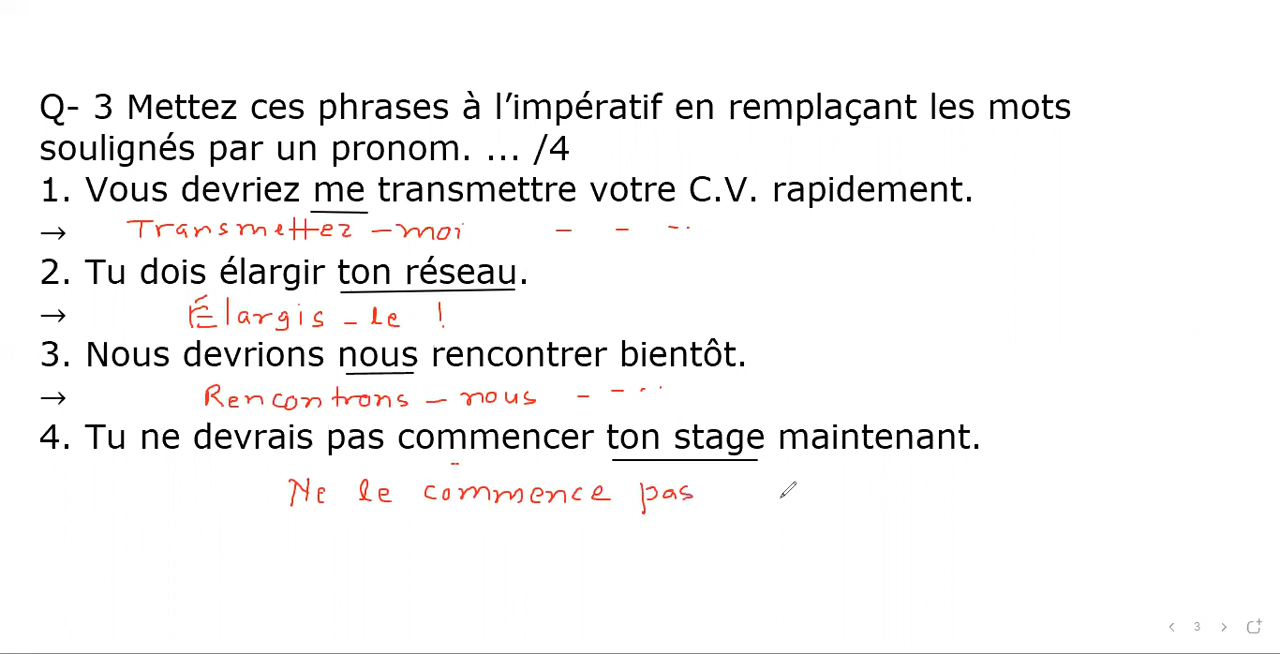 Q- 3 Mettez ces phrases à l’impératif en remplaçant les mots
soulignés par un pronom. ... /4
1. Vous devriez me transmettre votre C.V. rapidement.
→ Transmettez-moi - - - ..
2. Tu dois élargir ton réseau.
→ Élargis-le !
3. Nous devrions nous rencontrer bientôt.
→ Rencontrons-nous - - ..
4. Tu ne devrais pas commencer ton stage maintenant.
Ne le commence pas
3